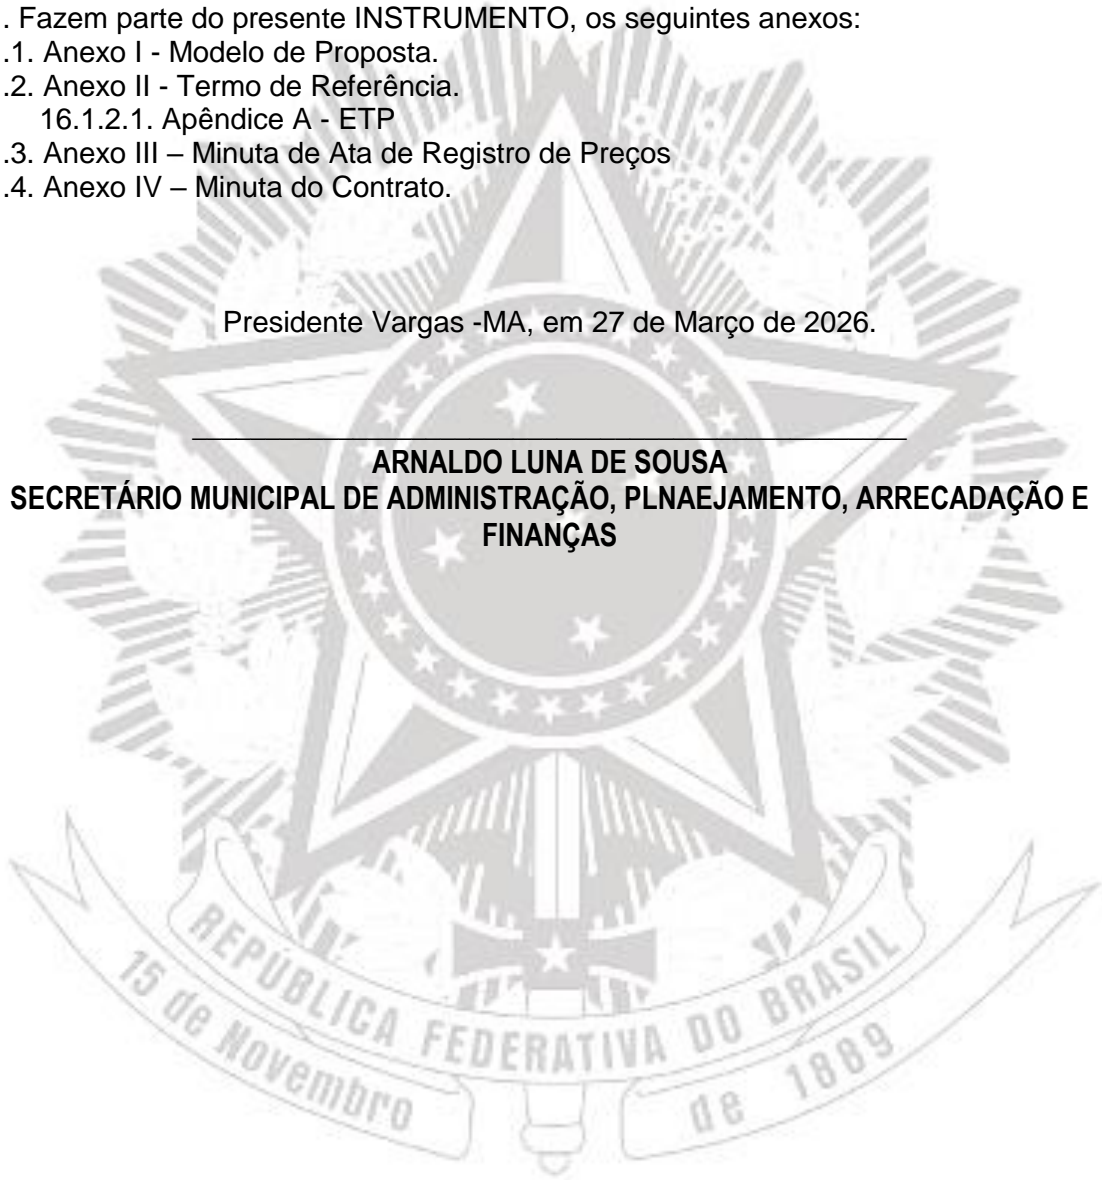 . Fazem parte do presente INSTRUMENTO, os seguintes anexos:
.1. Anexo I - Modelo de Proposta.
.2. Anexo II - Termo de Referência.
16.1.2.1. Apêndice A - ETP
.3. Anexo III – Minuta de Ata de Registro de Preços
.4. Anexo IV – Minuta do Contrato.
Presidente Vargas -MA, em 27 de Março de 2026.
ARNALDO LUNA DE SOUSA
SECRETÁRIO MUNICIPAL DE ADMINISTRAÇÃO, PLNAEJAMENTO, ARRECADAÇÃO E
FINANÇAS
REPÚBLICA FEDERATIVA DO BRASIL
15 de Novembro de 1889